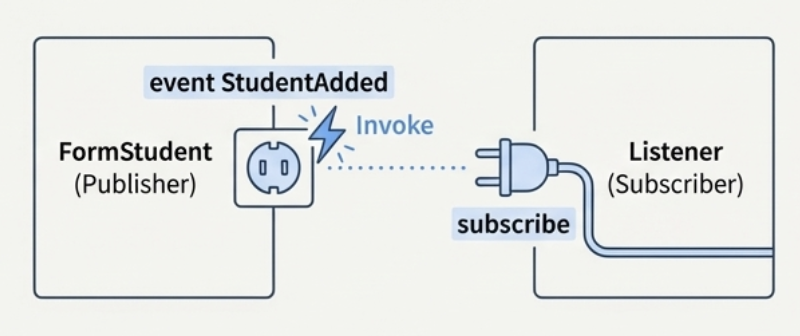 event StudentAdded
Invoke
FormStudent
(Publisher)
Listener
(Subscriber)
subscribe